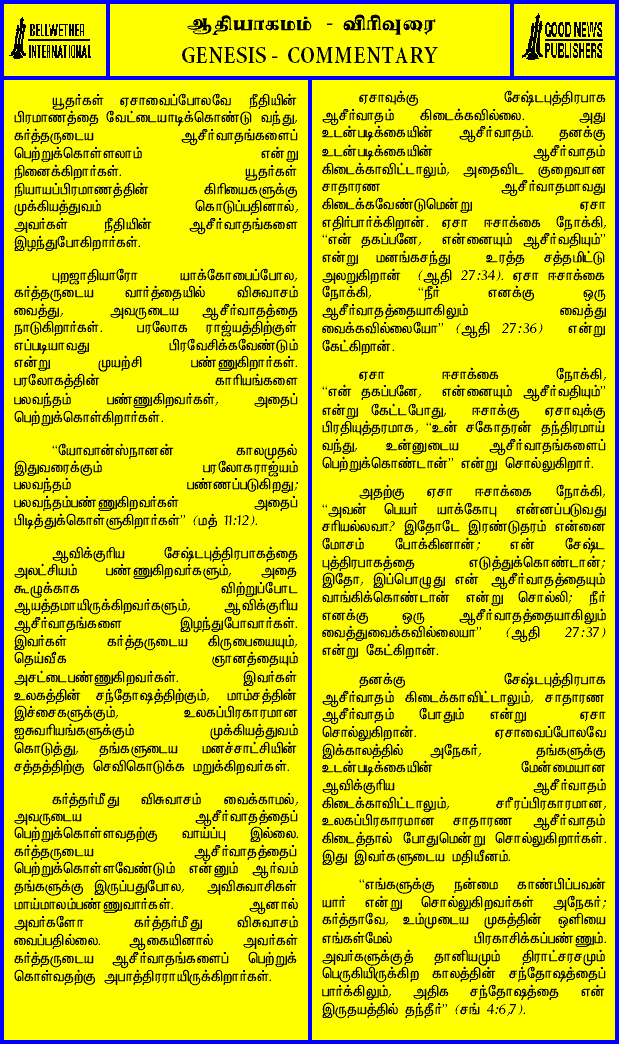 BELLWETHER
INTERNATIONAL
ஆதியாகமம் - விரிவுரை
GENESIS - COMMENTARY
GOOD NEWS
PUBLISHERS
யூதர்கள் ஏசாவைப்போலவே நீதியின்
பிரமாணத்தை வேட்டையாடிக்கொண்டு வந்து,
கர்த்தருடைய ஆசீர்வாதங்களைப்
பெற்றுக்கொள்ளலாம் என்று
நினைக்கிறார்கள். யூதர்கள்
நியாயப்பிரமாணத்தின் கிரியைகளுக்கு
முக்கியத்துவம் கொடுப்பதினால்,
அவர்கள் நீதியின் ஆசீர்வாதங்களை
இழந்துபோகிறார்கள்.
புறஜாதியாரோ யாக்கோபைப்போல,
கர்த்தருடைய வார்த்தையில் விசுவாசம்
வைத்து, அவருடைய ஆசீர்வாதத்தை
நாடுகிறார்கள். பரலோக ராஜ்யத்திற்குள்
எப்படியாவது பிரவேசிக்கவேண்டும்
என்று முயற்சி பண்ணுகிறார்கள்.
பரலோகத்தின் காரியங்களை
பலவந்தம் பண்ணுகிறவர்கள், அதைப்
பெற்றுக்கொள்கிறார்கள்.
“யோவான்ஸ்நானன் காலமுதல்
இதுவரைக்கும் பரலோகராஜ்யம்
பலவந்தம் பண்ணப்படுகிறது;
பலவந்தம்பண்ணுகிறவர்கள் அதைப்
பிடித்துக்கொள்ளுகிறார்கள்” (மத் 11:12).
ஆவிக்குரிய சேஷ்டபுத்திரபாகத்தை
அலட்சியம் பண்ணுகிறவர்களும், அதை
கூழுக்காக விற்றுப்போட
ஆயத்தமாயிருக்கிறவர்களும், ஆவிக்குரிய
ஆசீர்வாதங்களை இழந்துபோவார்கள்.
இவர்கள் கர்த்தருடைய கிருபையையும்,
தெய்வீக ஞானத்தையும்
அசட்டைபண்ணுகிறவர்கள். இவர்கள்
உலகத்தின் சந்தோஷத்திற்கும், மாம்சத்தின்
இச்சைகளுக்கும், உலகப்பிரகாரமான
ஐசுவரியங்களுக்கும் முக்கியத்துவம்
கொடுத்து, தங்களுடைய மனச்சாட்சியின்
சத்தத்திற்கு செவிகொடுக்க மறுக்கிறவர்கள்.
கர்த்தர்மீது விசுவாசம் வைக்காமல்,
அவருடைய ஆசீர்வாதத்தைப்
பெற்றுக்கொள்ளவதற்கு வாய்ப்பு இல்லை.
கர்த்தருடைய ஆசீர்வாதத்தைப்
பெற்றுக்கொள்ளவேண்டும் என்னும் ஆர்வம்
தங்களுக்கு இருப்பதுபோல, அவிசுவாசிகள்
மாய்மாலம்பண்ணுவார்கள். ஆனால்
அவர்களோ கர்த்தர்மீது விசுவாசம்
வைப்பதில்லை. ஆகையினால் அவர்கள்
கர்த்தருடைய ஆசீர்வாதங்களைப் பெற்றுக்
கொள்வதற்கு அபாத்திரராயிருக்கிறார்கள்.
ஏசாவுக்கு சேஷ்டபுத்திரபாக
ஆசீர்வாதம் கிடைக்கவில்லை. அது
உடன்படிக்கையின் ஆசீர்வாதம். தனக்கு
உடன்படிக்கையின் ஆசீர்வாதம்
கிடைக்காவிட்டாலும், அதைவிட குறைவான
சாதாரண ஆசீர்வாதமாவது
கிடைக்கவேண்டுமென்று ஏசா
எதிர்பார்க்கிறான். ஏசா ஈசாக்கை நோக்கி,
“என் தகப்பனே, என்னையும் ஆசீர்வதியும்”
என்று மனங்கசந்து உரத்த சத்தமிட்டு
அலறுகிறான் (ஆதி 27:34). ஏசா ஈசாக்கை
நோக்கி, “நீர் எனக்கு ஒரு
ஆசீர்வாதத்தையாகிலும் வைத்து
வைக்கவில்லையோ” (ஆதி 27:36) என்று
கேட்கிறான்.
ஏசா ஈசாக்கை நோக்கி,
“என் தகப்பனே, என்னையும் ஆசீர்வதியும்”
என்று கேட்டபோது, ஈசாக்கு ஏசாவுக்கு
பிரதியுத்தரமாக, “உன் சகோதரன் தந்திரமாய்
வந்து, உன்னுடைய ஆசீர்வாதங்களைப்
பெற்றுக்கொண்டான்” என்று சொல்லுகிறார்.
அதற்கு ஏசா ஈசாக்கை நோக்கி,
“அவன் பெயர் யாக்கோபு என்னப்படுவது
சரியல்லவா? இதோடே இரண்டுதரம் என்னை
மோசம் போக்கினான்; என் சேஷ்ட
புத்திரபாகத்தை எடுத்துக்கொண்டான்;
இதோ, இப்பொழுது என் ஆசீர்வாதத்தையும்
வாங்கிக்கொண்டான் என்று சொல்லி; நீர்
எனக்கு ஒரு ஆசீர்வாதத்தையாகிலும்
வைத்துவைக்கவில்லையா” (ஆதி 27:37)
என்று கேட்கிறான்.
தனக்கு சேஷ்டபுத்திரபாக
ஆசீர்வாதம் கிடைக்காவிட்டாலும், சாதாரண
ஆசீர்வாதம் போதும் என்று ஏசா
சொல்லுகிறான். ஏசாவைப்போலவே
இக்காலத்தில் அநேகர், தங்களுக்கு
உடன்படிக்கையின் மேன்மையான
ஆவிக்குரிய ஆசீர்வாதம்
கிடைக்காவிட்டாலும், சரீரப்பிரகாரமான,
உலகப்பிரகாரமான சாதாரண ஆசீர்வாதம்
கிடைத்தால் போதுமென்று சொல்லுகிறார்கள்.
இது இவர்களுடைய மதியீனம்.
“எங்களுக்கு நன்மை காண்பிப்பவன்
யார் என்று சொல்லுகிறவர்கள் அநேகர்;
கர்த்தாவே, உம்முடைய முகத்தின் ஒளியை
எங்கள்மேல் பிரகாசிக்கப்பண்ணும்.
அவர்களுக்குத் தானியமும் திராட்சரசமும்
பெருகியிருக்கிற காலத்தின் சந்தோஷத்தைப்
பார்க்கிலும், அதிக சந்தோஷத்தை என்
இருதயத்தில் தந்தீர்” (சங் 4:6,7).